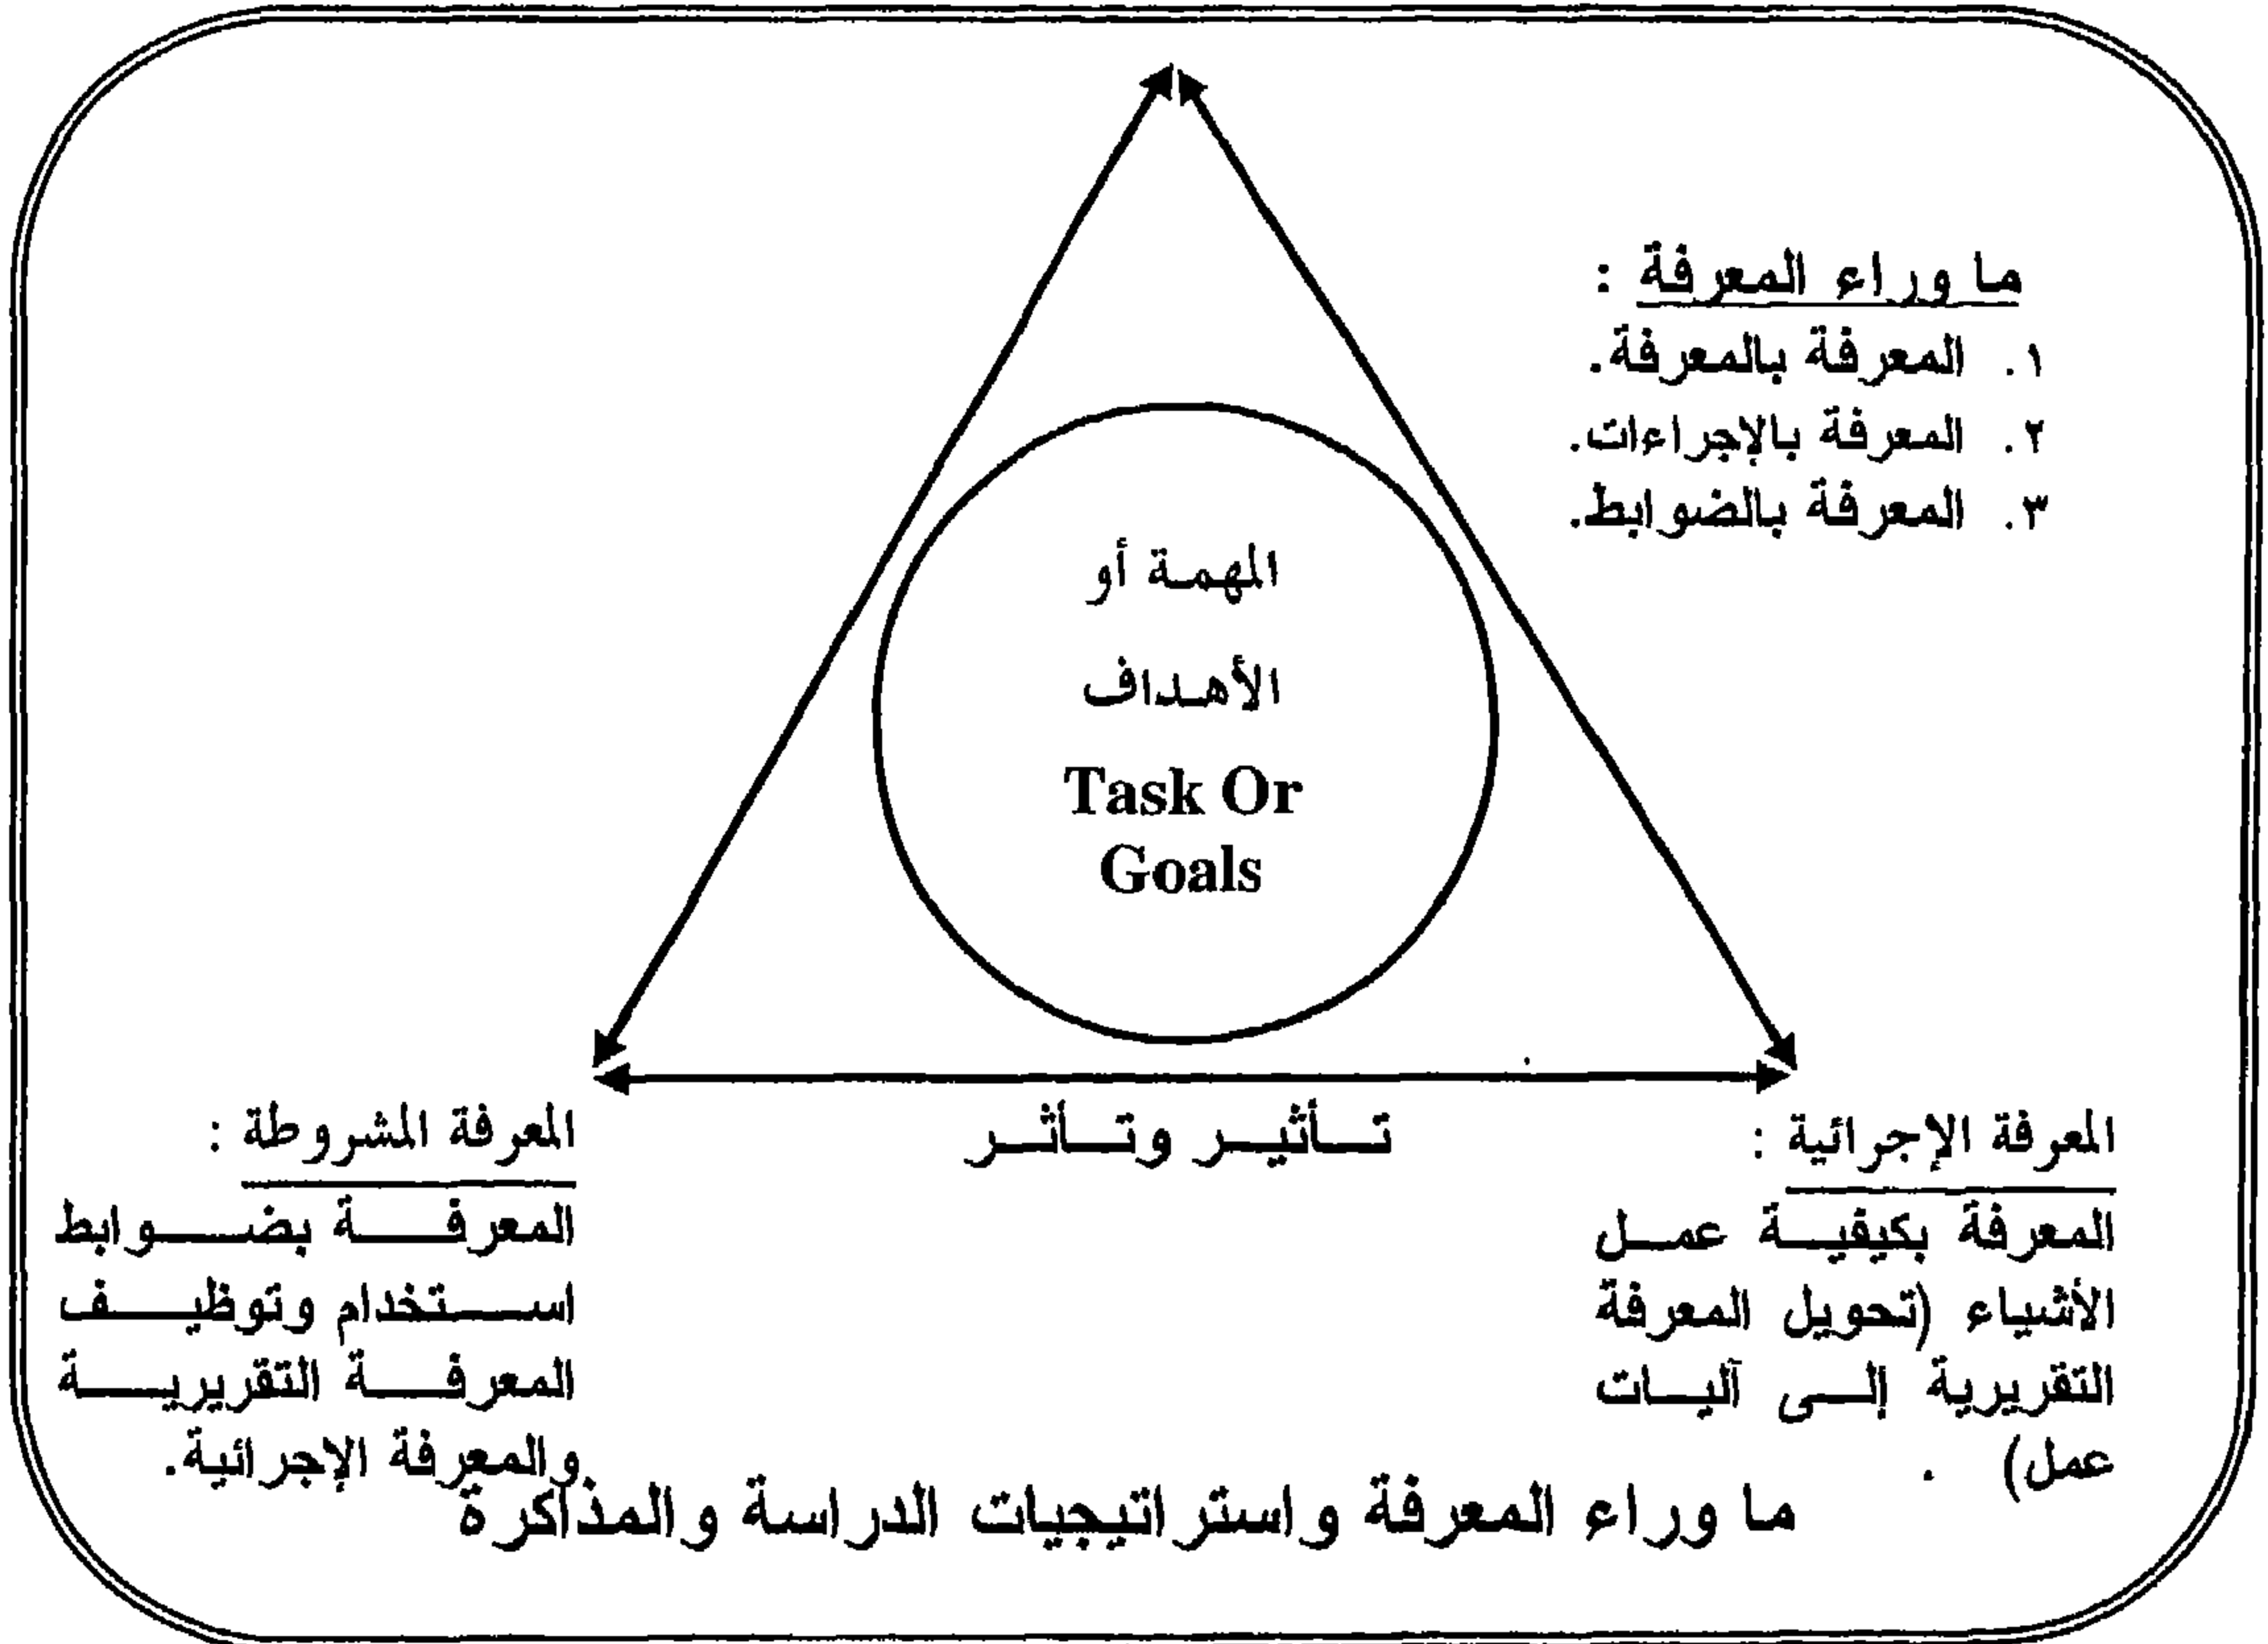 ما وراء المعرفة :
١. المعرفة بالمعرفة.
٢. المعرفة بالإجراءات.
٣. المعرفة بالضوابط.
المهمة أو
الأهداف
Task Or
Goals
تأثير وتأثر
المعرفة الإجرائية :
المعرفة بكيفية عمل
الأشياء (تحويل المعرفة
التقريرية إلى آليات
عمل) .
المعرفة المشروطة :
المعرفة بضوابط
استخدام وتوظيف
المعرفة التقريرية
والمعرفة الإجرائية.
ما وراء المعرفة واستراتيجيات الدراسة والمذاكرة